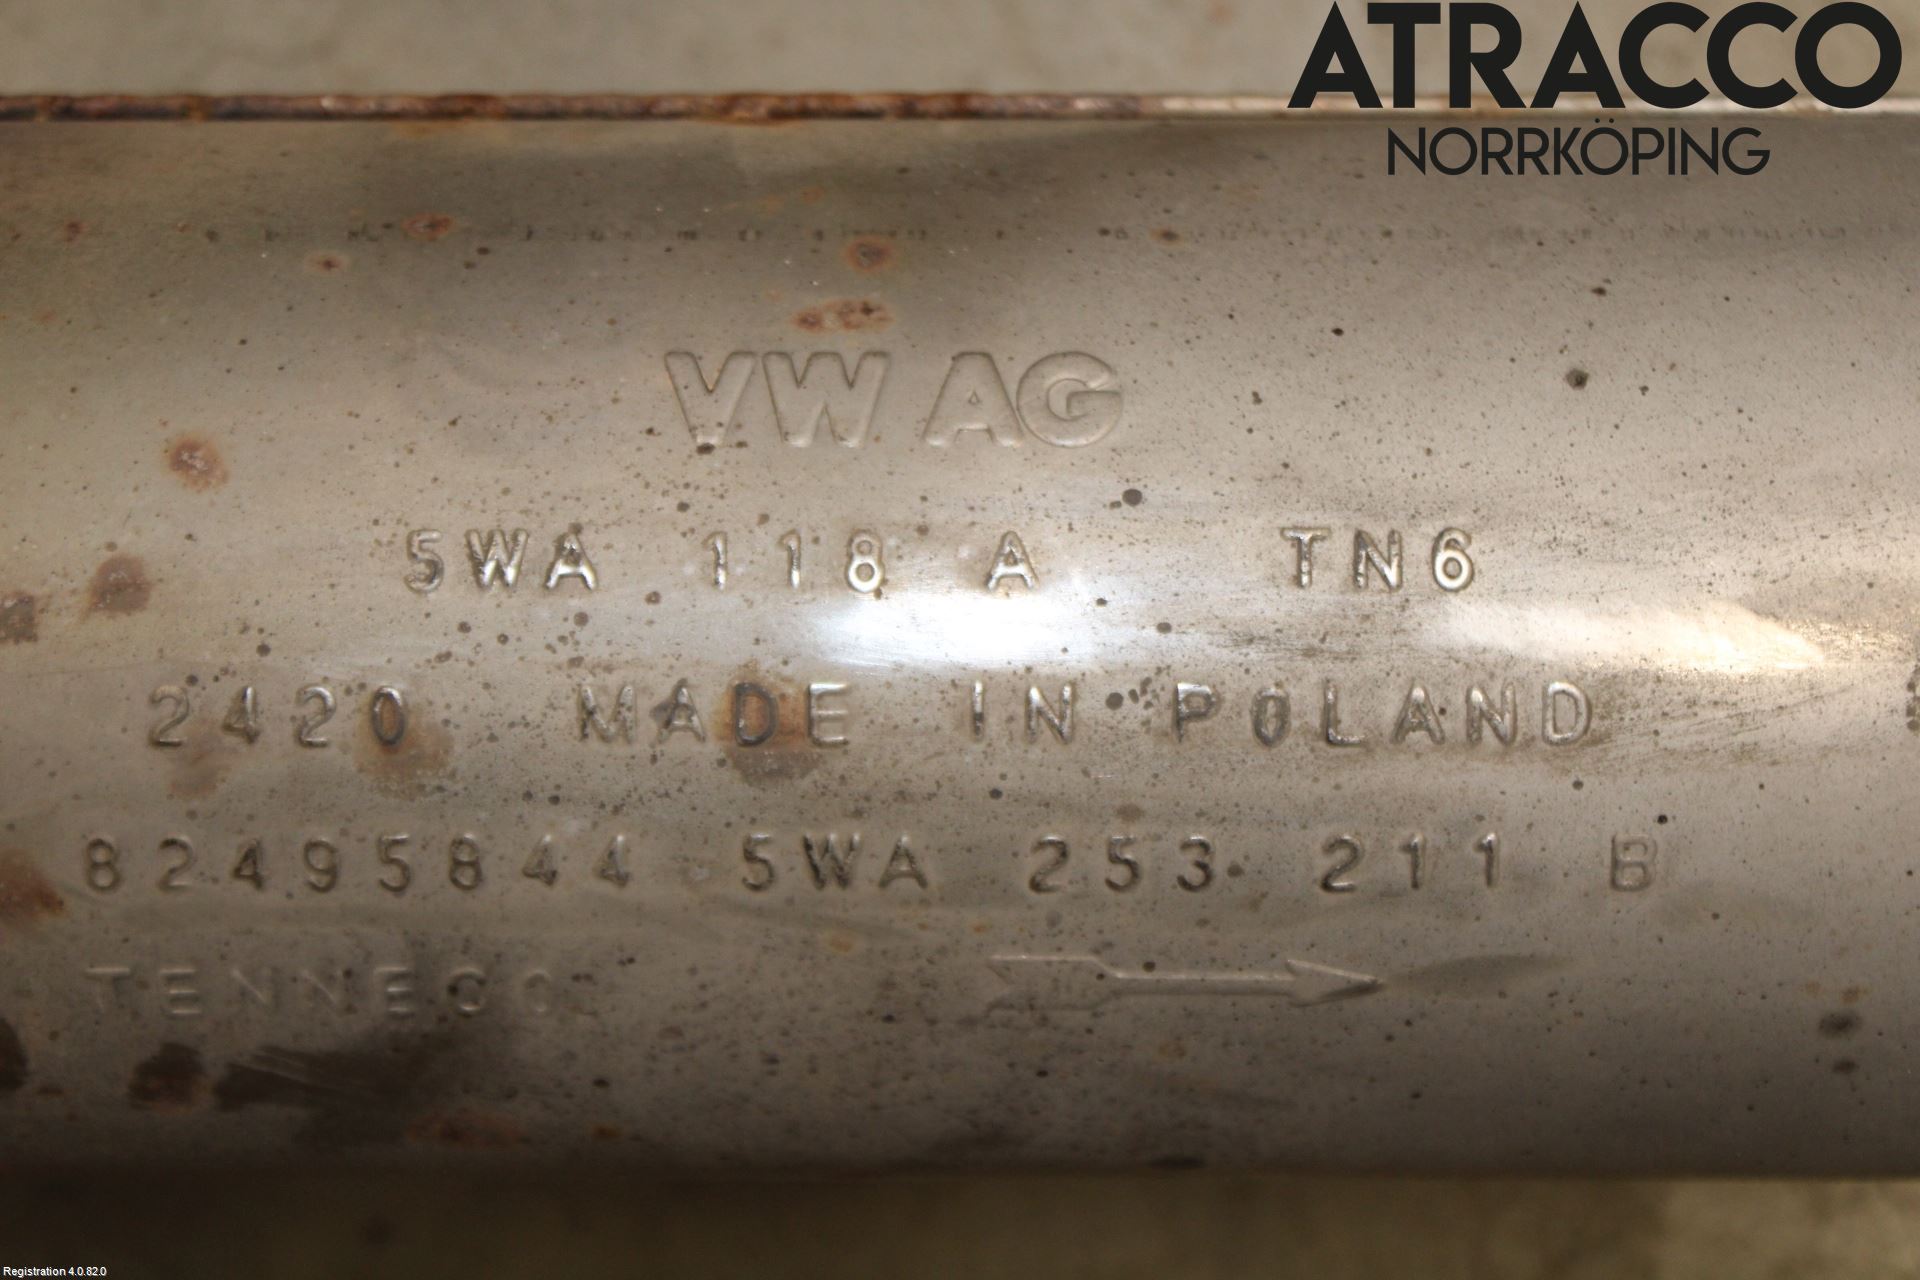 ATRACCO
NORRKÖPING
VW AG
5WA 118 A TN6
2420 MADE IN POLAND
82495844 5WA 253 211 B
TENNECO
Registration 4.0.82.0